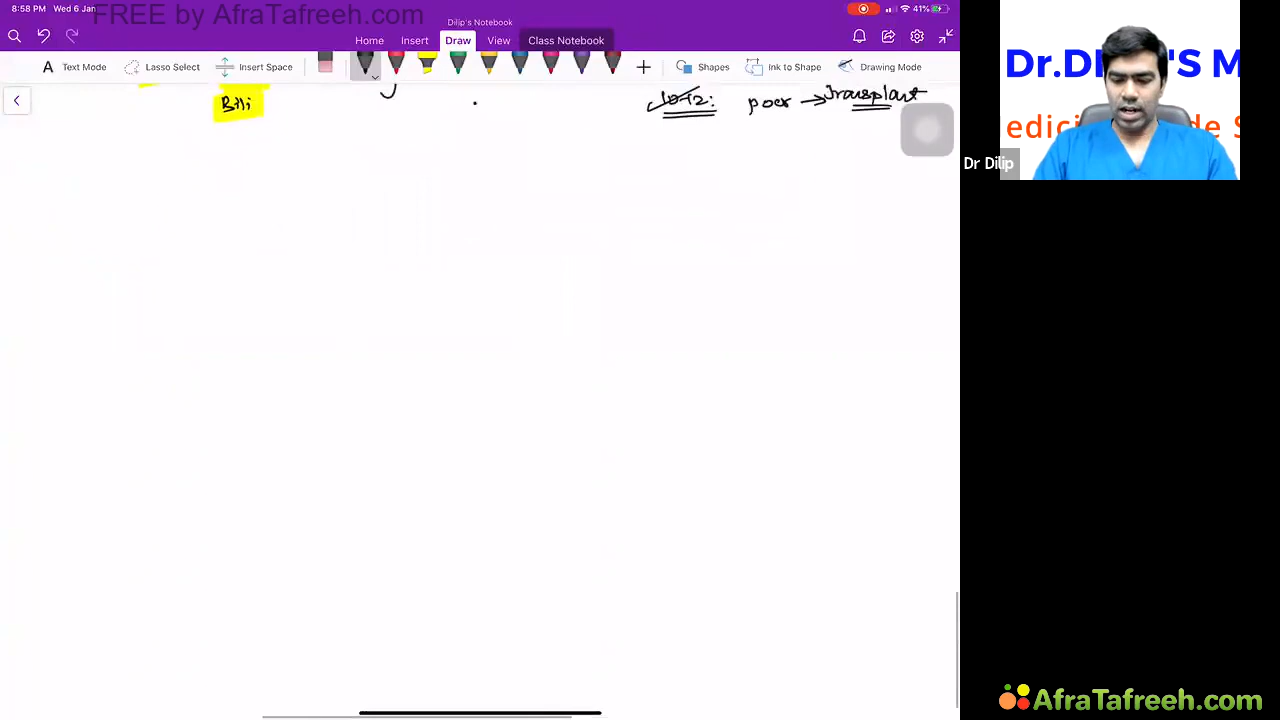 8:58 PM Wed 6 Jan
FREE by AfraTafreeh.com
41%
Dilip's Notebook
Home Insert Draw View Class Notebook
Text Mode Lasso Select Insert Space Shapes Ink to Shape Drawing Mode
Bili 10-12: poor → Transplant
Dr.DI 'S M
edici de S
Dr Dilip
AfraTafreeh.com